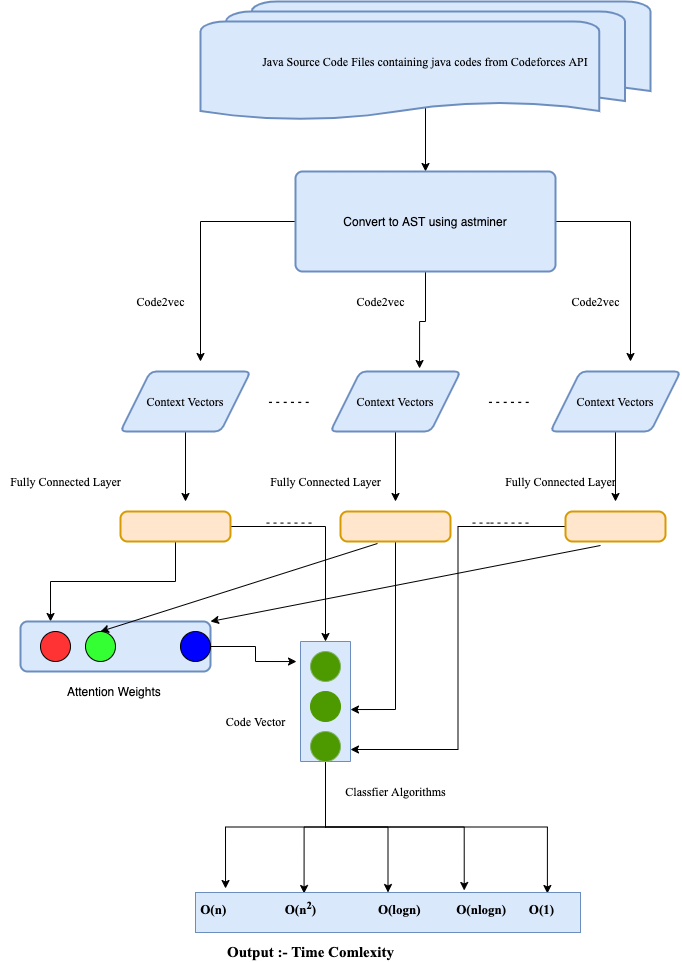 Java Source Code Files containing java codes from Codeforces API
Convert to AST using astminer
Code2vec
Code2vec
Code2vec
Context Vectors
Context Vectors
Context Vectors
Fully Connected Layer
Fully Connected Layer
Fully Connected Layer
Attention Weights
Code Vector
Classfier Algorithms
O(n)
O(n²)
O(logn)
O(nlogn)
O(1)
Output :- Time Comlexity